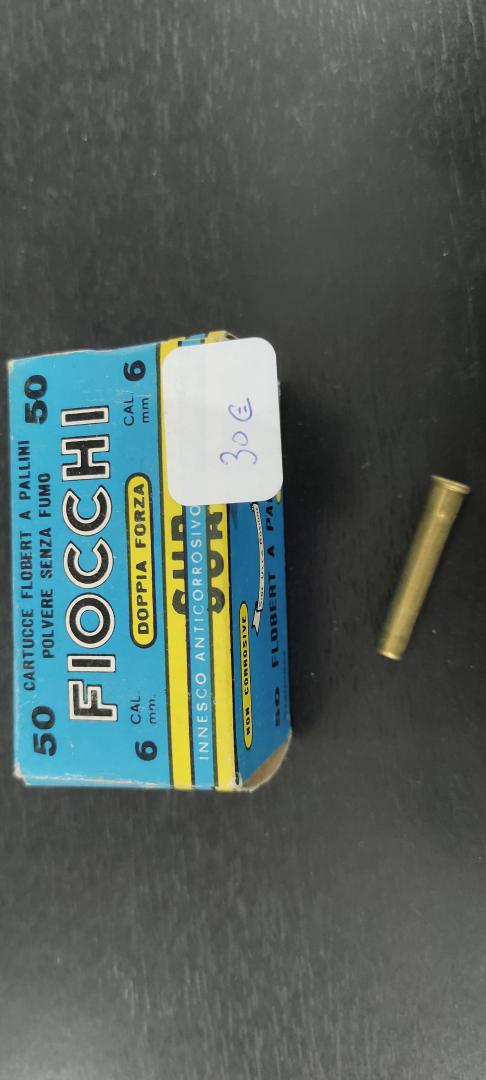 50 CARTUCCE FLOBERT A PALLINI 50
POLVERE SENZA FUMO
FIOCCHI
6 CAL. mm. DOPPIA FORZA CAL. mm 6
INNESCO ANTICORROSIVO
30€
NON CORROSIVE
50 FLOBERT A PA